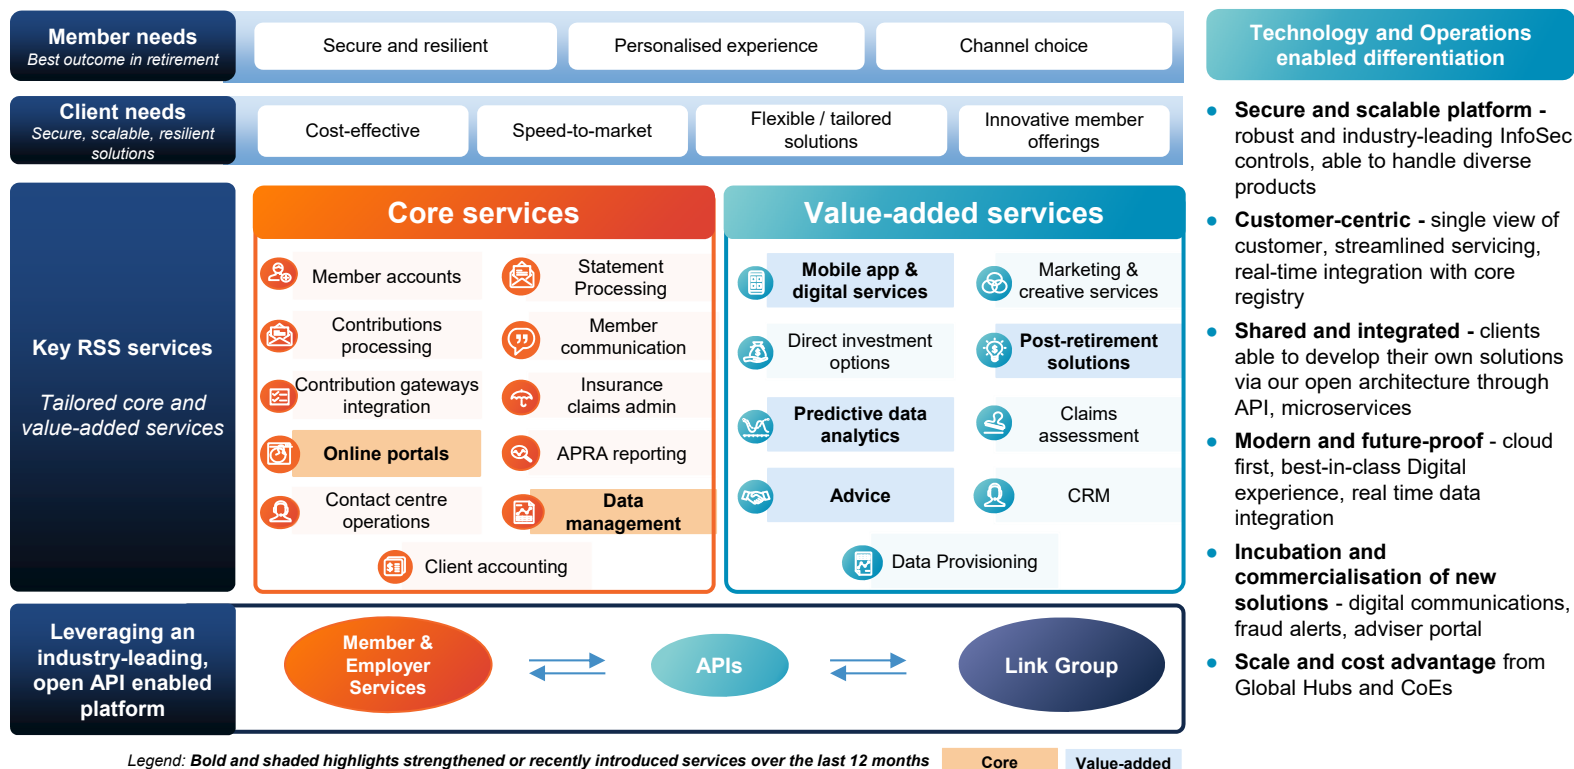 Member needs
Best outcome in retirement
Secure and resilient
Personalised experience
Channel choice
Client needs
Secure, scalable, resilient
solutions
Cost-effective
Speed-to-market
Flexible / tailored
solutions
Innovative member
offerings
Key RSS services
Tailored core and
value-added services
Core services
Member accounts
Statement
Processing
Contributions
processing
Member
communication
Contribution gateways
integration
Insurance
claims admin
Online portals
APRA reporting
Contact centre
operations
Data
management
Client accounting
Value-added services
Mobile app &
digital services
Marketing &
creative services
Direct investment
options
Post-retirement
solutions
Predictive data
analytics
Claims
assessment
Advice
CRM
Data Provisioning
Leveraging an
industry-leading,
open API enabled
platform
Member &
Employer
Services
APIs
Link Group
Legend: Bold and shaded highlights strengthened or recently introduced services over the last 12 months
Core
Value-added
Technology and Operations
enabled differentiation
• Secure and scalable platform -
robust and industry-leading InfoSec
controls, able to handle diverse
products
• Customer-centric - single view of
customer, streamlined servicing,
real-time integration with core
registry
• Shared and integrated - clients
able to develop their own solutions
via our open architecture through
API, microservices
• Modern and future-proof - cloud
first, best-in-class Digital
experience, real time data
integration
• Incubation and
commercialisation of new
solutions - digital communications,
fraud alerts, adviser portal
• Scale and cost advantage from
Global Hubs and CoEs